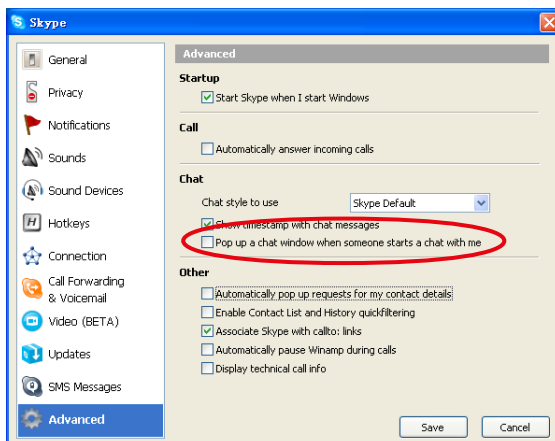 Skype
General
Privacy
Notifications
Sounds
Sound Devices
Hotkeys
Connection
Call Forwarding
& Voicemail
Video (BETA)
Updates
SMS Messages
Advanced
Advanced
Startup
Start Skype when I start Windows
Call
Automatically answer incoming calls
Chat
Chat style to use Skype Default
Show timestamp with chat messages
Pop up a chat window when someone starts a chat with me
Other
Automatically pop up requests for my contact details
Enable Contact List and History quickfiltering
Associate Skype with callto: links
Automatically pause Winamp during calls
Display technical call info
Save Cancel